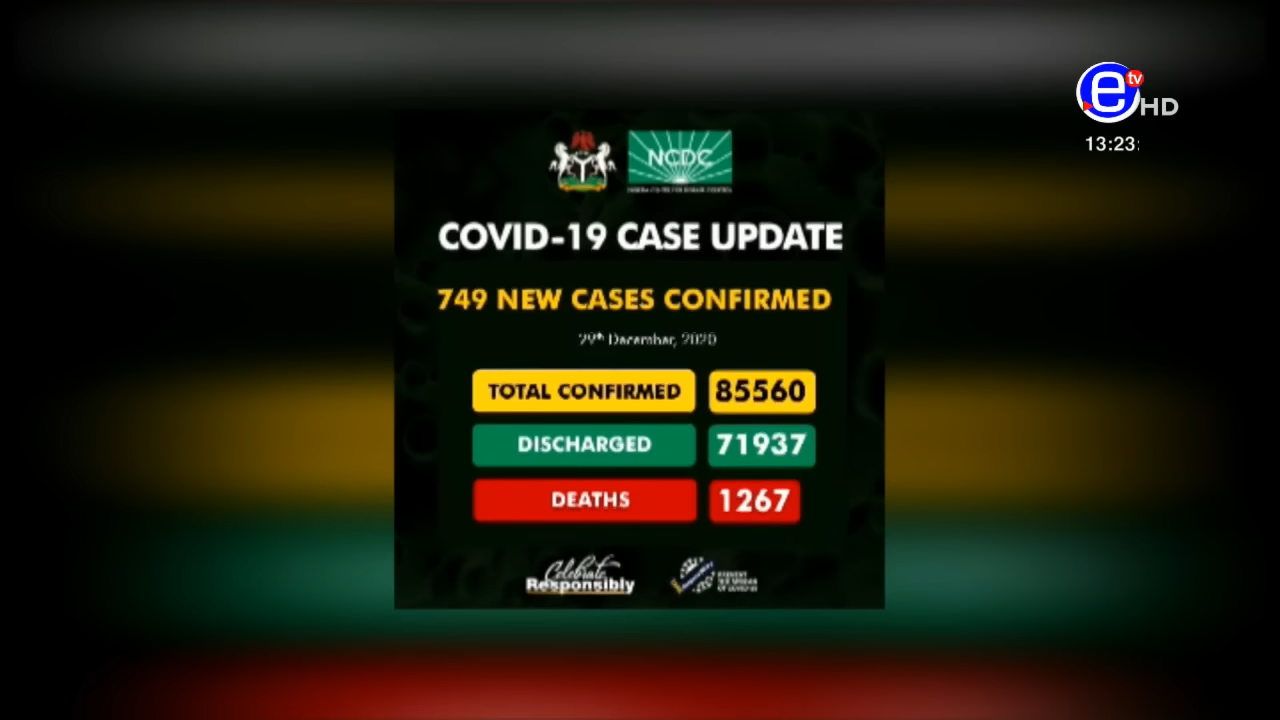 e tv HD
13:23:
NCDC
COVID-19 CASE UPDATE
749 NEW CASES CONFIRMED
29th December, 2020
TOTAL CONFIRMED 85560
DISCHARGED 71937
DEATHS 1267
Celebrate
Responsibly